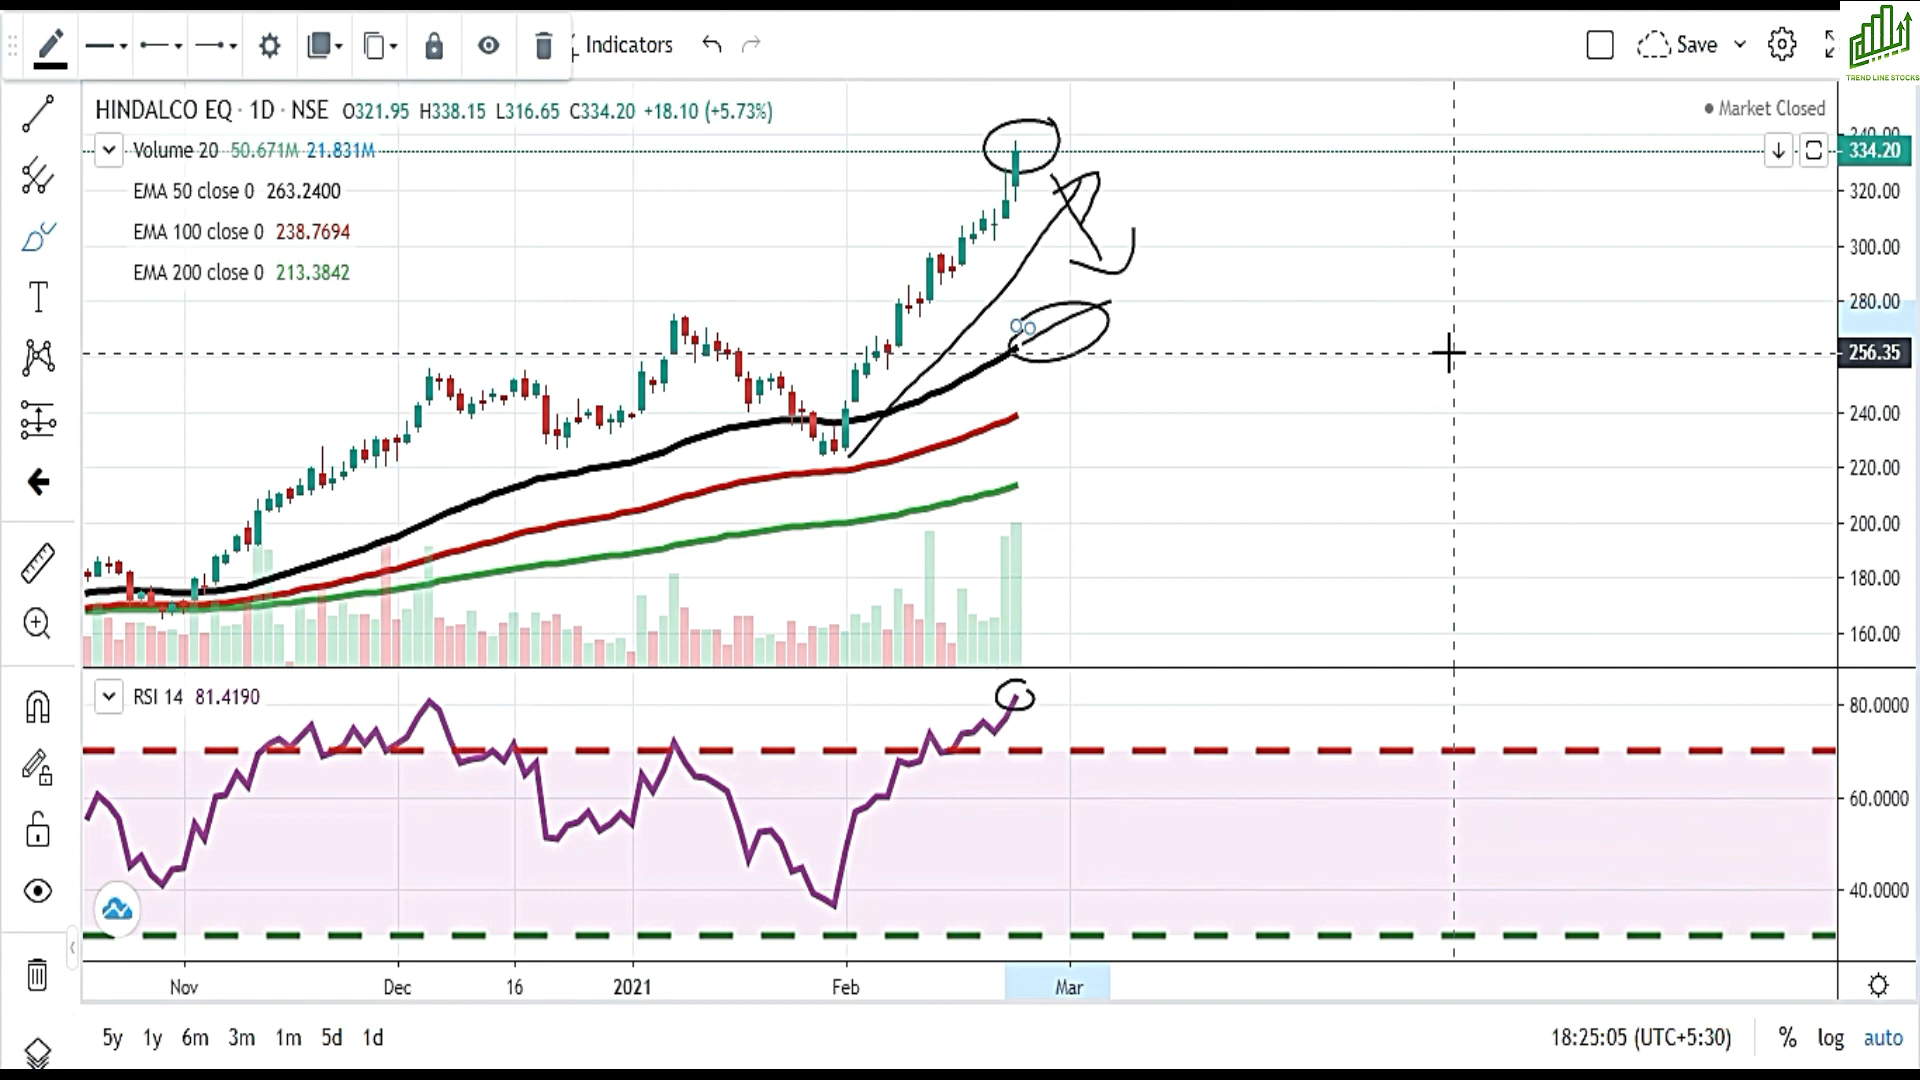 Indicators
Save
TREND LINE STOCKS
HINDALCO EQ · 1D · NSE O321.95 H338.15 L316.65 C334.20 +18.10 (+5.73%)
Market Closed
Volume 20 50.671M 21.831M
EMA 50 close 0 263.2400
EMA 100 close 0 238.7694
EMA 200 close 0 213.3842
334.20
320.00
300.00
280.00
256.35
240.00
220.00
200.00
180.00
160.00
RSI 14 81.4190
80.0000
60.0000
40.0000
Nov Dec 16 2021 Feb Mar
5y 1y 6m 3m 1m 5d 1d 18:25:05 (UTC+5:30) % log auto